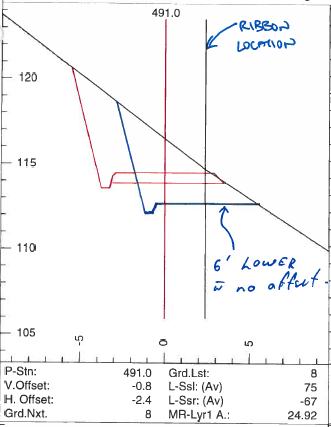 491.0
RIBBON
LOCATION
120
115
110
105
6' LOWER
w̄ no offset.
-5
0
5
P-Stn: 491.0 Grd.Lst: 8
V.Offset: -0.8 L-Ssl: (Av) 75
H. Offset: -2.4 L-Ssr: (Av) -67
Grd.Nxt. 8 MR-Lyr1 A.: 24.92